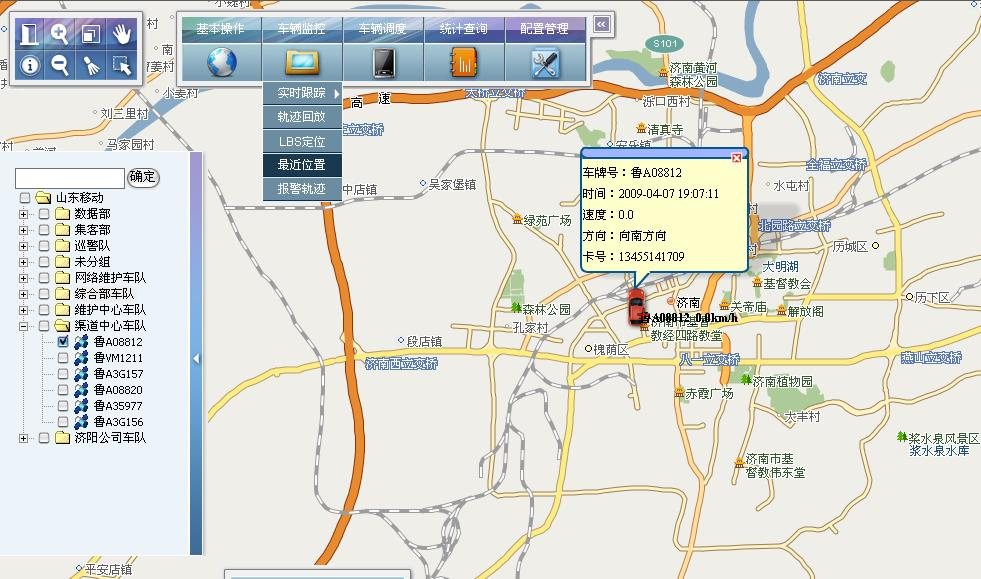 基本操作
车辆监控
车辆调度
统计查询
配置管理
实时跟踪
轨迹回放
LBS定位
最近位置
报警轨迹
确定
山东移动
数据部
集客部
巡警队
未分组
网络维护车队
综合部车队
维护中心车队
渠道中心车队
鲁A08812
鲁VM1211
鲁A3G157
鲁A08820
鲁A35977
鲁A3G156
济阳公司车队
车牌号：鲁A08812
时间：2009-04-07 19:07:11
速度：0.0
方向：向南方向
卡号：13455141709
鲁A08812 0.0km/h
S101
济南黄河
森林公园
济南立交
泺口西村
天桥立交桥
高 速
小姜村
刘三里村
马家园村
清真寺
安乐镇
全福立交桥
水屯村
吴家堡镇
中店镇
绿苑广场
北园路立交桥
历城区
大明湖
基督教会
济南
关帝庙
解放阁
历下区
森林公园
孔家村
济南市基督
教经四路教堂
段店镇
济南西立交桥
槐荫区
八一立交桥
燕山立交桥
赤霞广场
济南植物园
大丰村
浆水泉风景区
浆水泉水库
济南市基
督教伟东堂
平安店镇